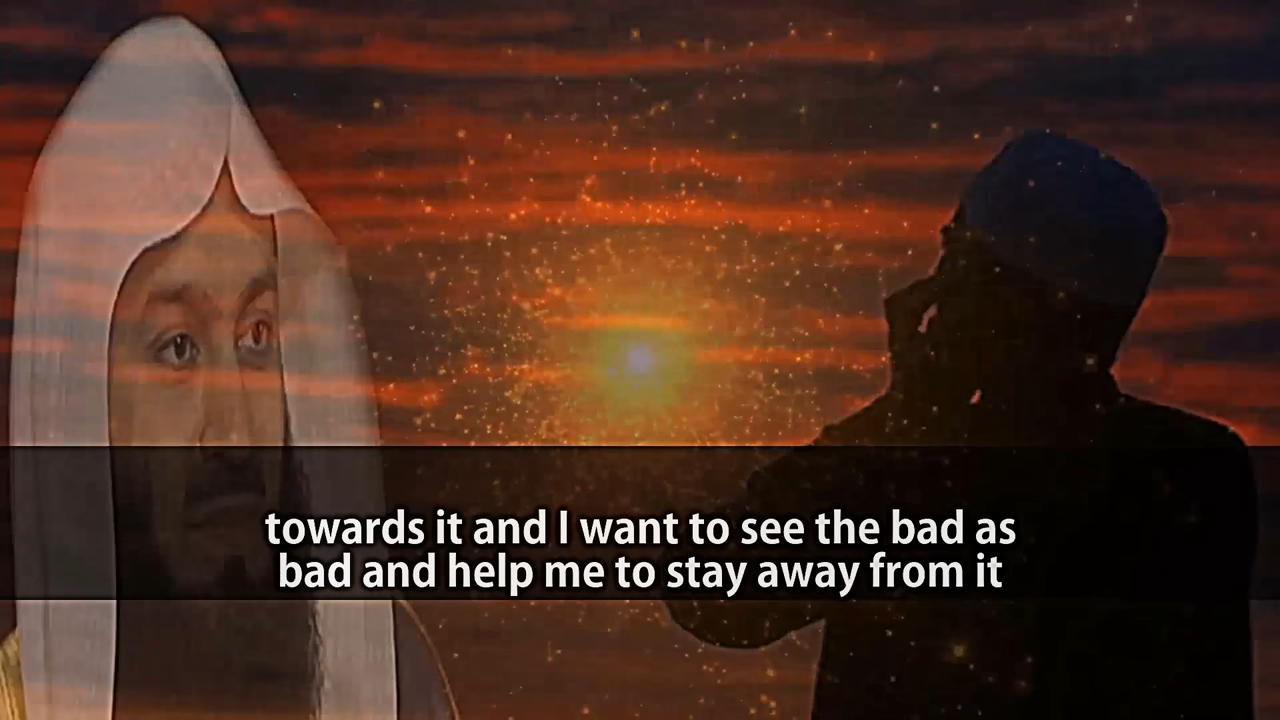 towards it and I want to see the bad as
bad and help me to stay away from it